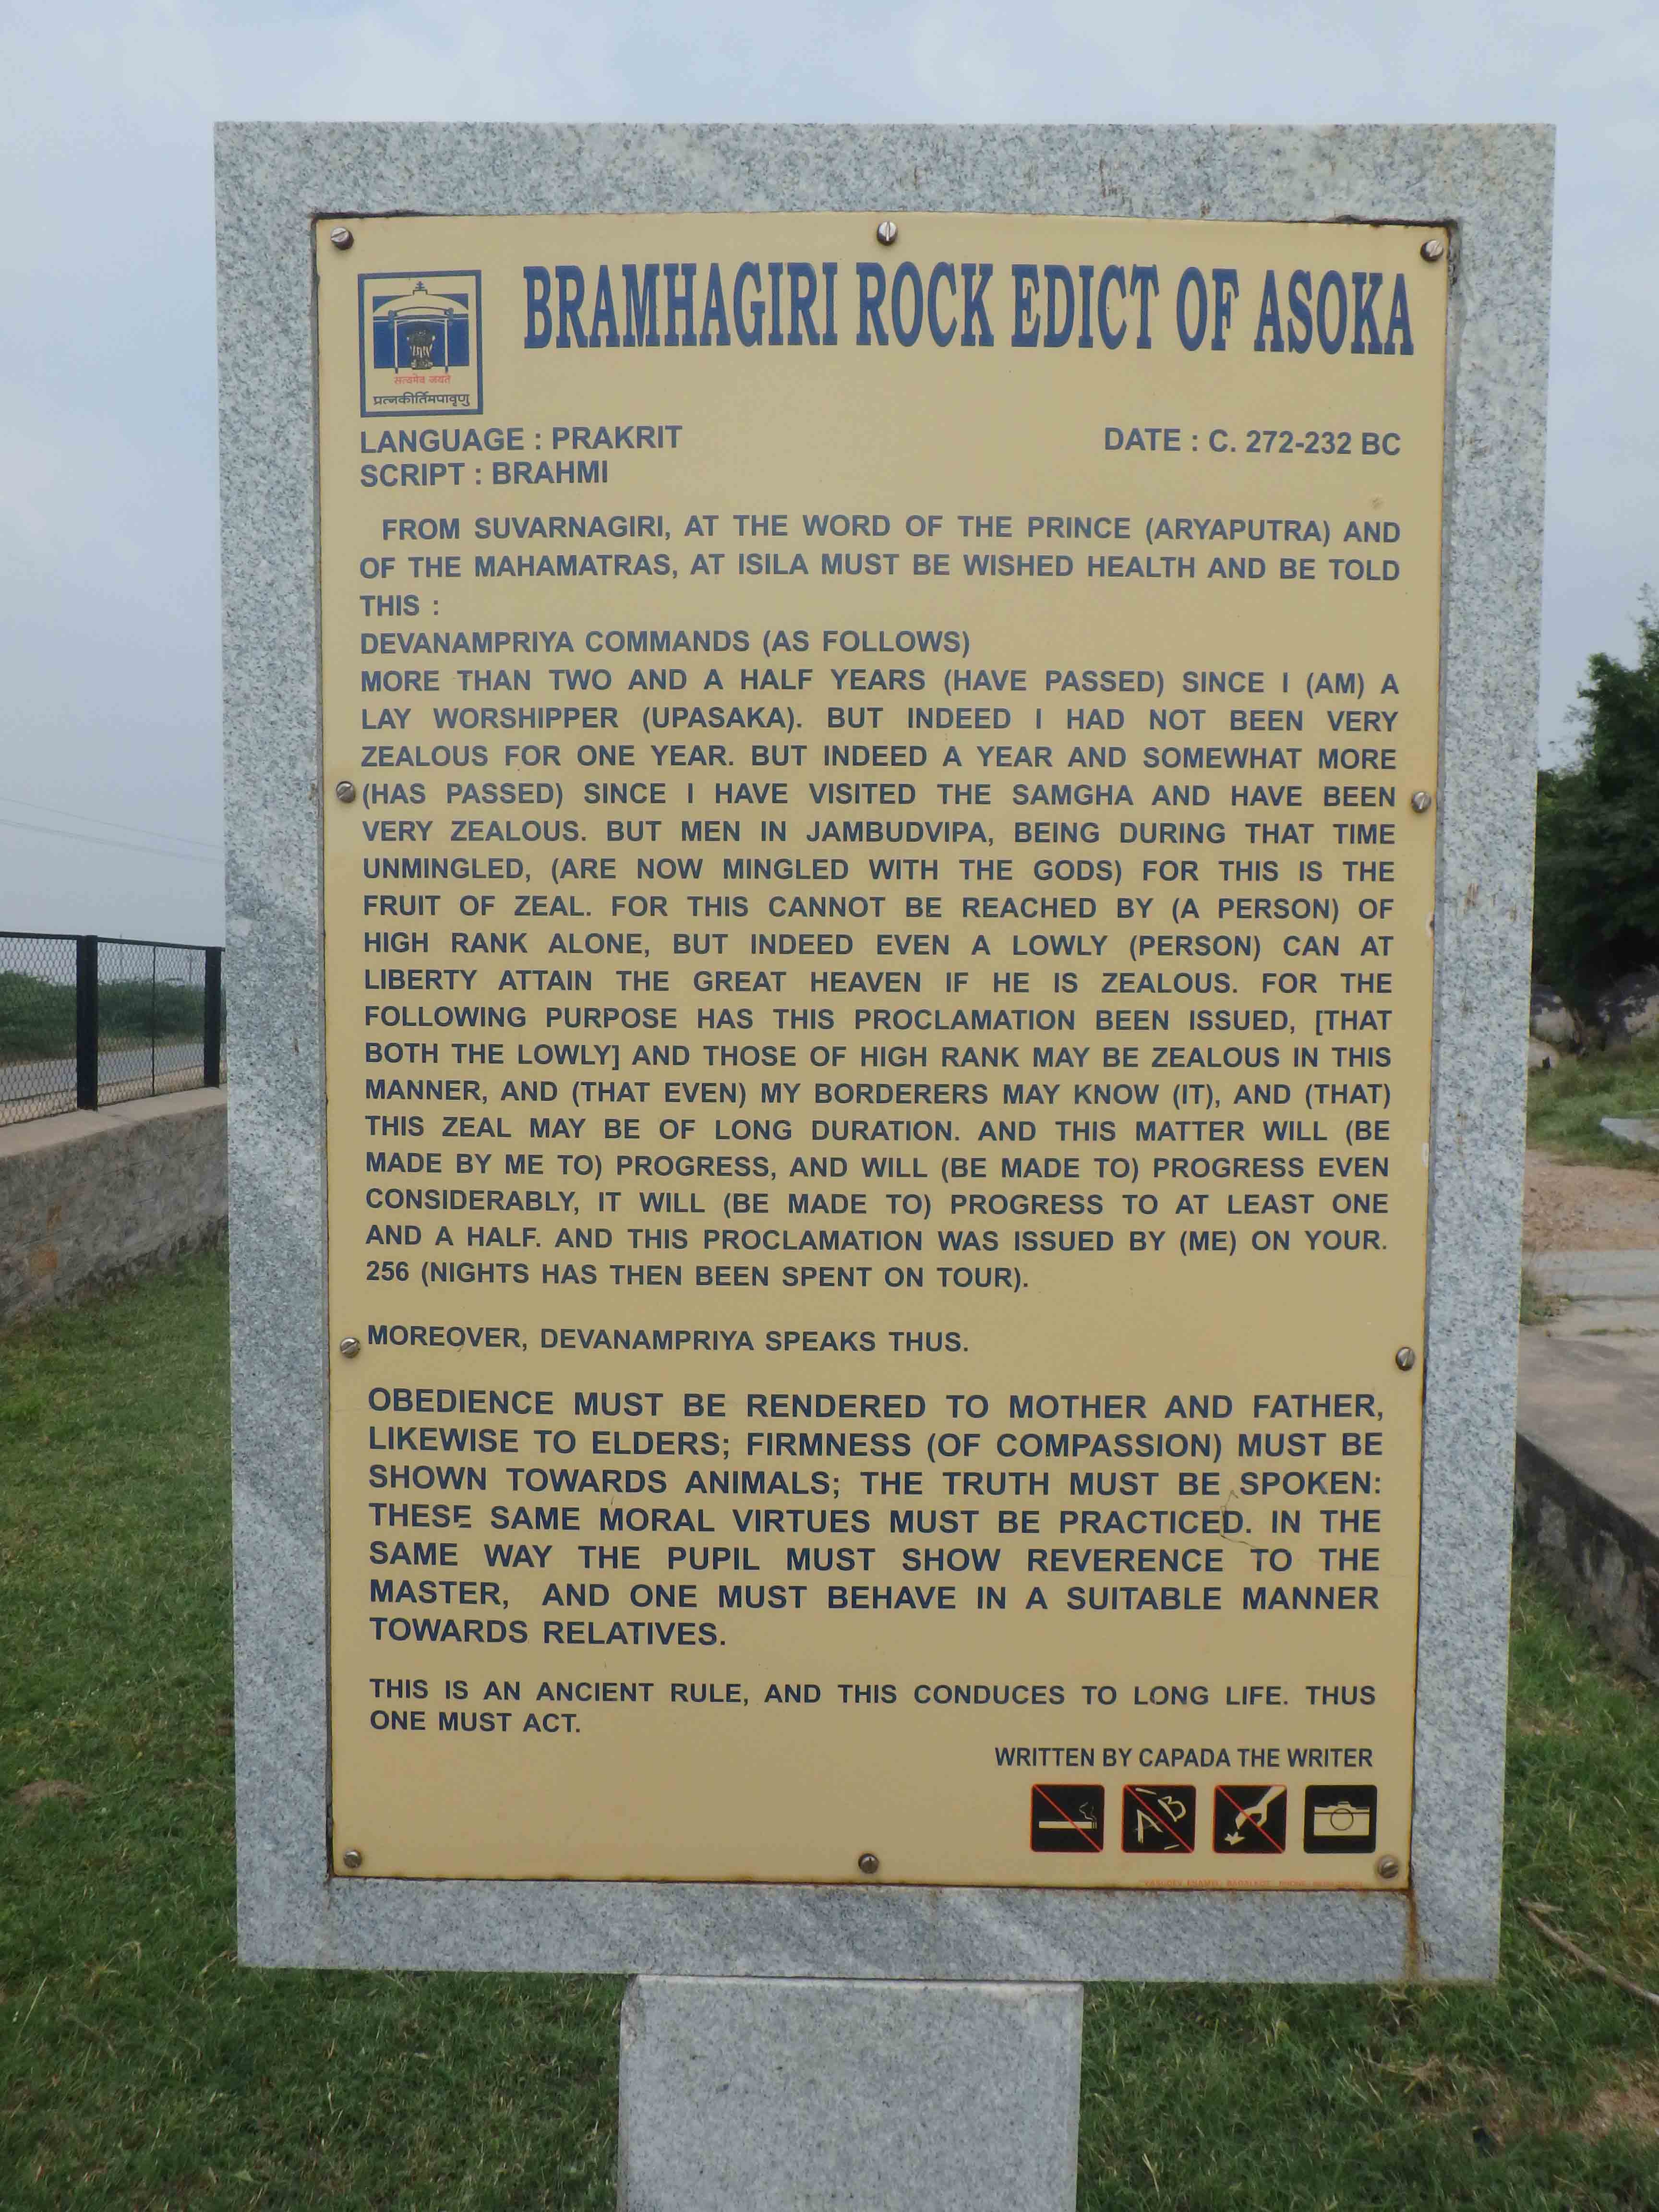 BRAMHAGIRI ROCK EDICT OF ASOKA
सत्यमेव जयते
प्रत्नकीर्तिमपावृणु
LANGUAGE : PRAKRIT
DATE : C. 272-232 BC
SCRIPT : BRAHMI
FROM SUVARNAGIRI, AT THE WORD OF THE PRINCE (ARYAPUTRA) AND
OF THE MAHAMATRAS, AT ISILA MUST BE WISHED HEALTH AND BE TOLD
THIS :
DEVANAMPRIYA COMMANDS (AS FOLLOWS)
MORE THAN TWO AND A HALF YEARS (HAVE PASSED) SINCE I (AM) A
LAY WORSHIPPER (UPASAKA). BUT INDEED I HAD NOT BEEN VERY
ZEALOUS FOR ONE YEAR. BUT INDEED A YEAR AND SOMEWHAT MORE
(HAS PASSED) SINCE I HAVE VISITED THE SAMGHA AND HAVE BEEN
VERY ZEALOUS. BUT MEN IN JAMBUDVIPA, BEING DURING THAT TIME
UNMINGLED, (ARE NOW MINGLED WITH THE GODS) FOR THIS IS THE
FRUIT OF ZEAL. FOR THIS CANNOT BE REACHED BY (A PERSON) OF
HIGH RANK ALONE, BUT INDEED EVEN A LOWLY (PERSON) CAN AT
LIBERTY ATTAIN THE GREAT HEAVEN IF HE IS ZEALOUS. FOR THE
FOLLOWING PURPOSE HAS THIS PROCLAMATION BEEN ISSUED, [THAT
BOTH THE LOWLY] AND THOSE OF HIGH RANK MAY BE ZEALOUS IN THIS
MANNER, AND (THAT EVEN) MY BORDERERS MAY KNOW (IT), AND (THAT)
THIS ZEAL MAY BE OF LONG DURATION. AND THIS MATTER WILL (BE
MADE BY ME TO) PROGRESS, AND WILL (BE MADE TO) PROGRESS EVEN
CONSIDERABLY, IT WILL (BE MADE TO) PROGRESS TO AT LEAST ONE
AND A HALF. AND THIS PROCLAMATION WAS ISSUED BY (ME) ON YOUR.
256 (NIGHTS HAS THEN BEEN SPENT ON TOUR).
MOREOVER, DEVANAMPRIYA SPEAKS THUS.
OBEDIENCE MUST BE RENDERED TO MOTHER AND FATHER,
LIKEWISE TO ELDERS; FIRMNESS (OF COMPASSION) MUST BE
SHOWN TOWARDS ANIMALS; THE TRUTH MUST BE SPOKEN:
THESE SAME MORAL VIRTUES MUST BE PRACTICED. IN THE
SAME WAY THE PUPIL MUST SHOW REVERENCE TO THE
MASTER, AND ONE MUST BEHAVE IN A SUITABLE MANNER
TOWARDS RELATIVES.
THIS IS AN ANCIENT RULE, AND THIS CONDUCES TO LONG LIFE. THUS
ONE MUST ACT.
WRITTEN BY CAPADA THE WRITER
A B